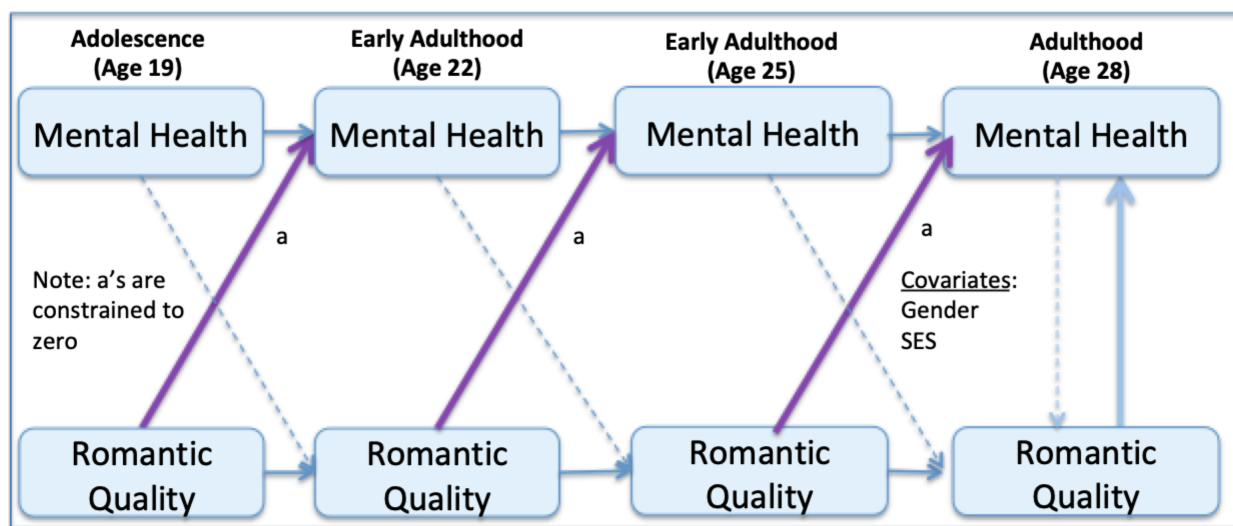 Adolescence
(Age 19)
Early Adulthood
(Age 22)
Early Adulthood
(Age 25)
Adulthood
(Age 28)
Mental Health
Mental Health
Mental Health
Mental Health
a
a
a
Note: a's are
constrained to
zero
Covariates:
Gender
SES
Romantic
Quality
Romantic
Quality
Romantic
Quality
Romantic
Quality